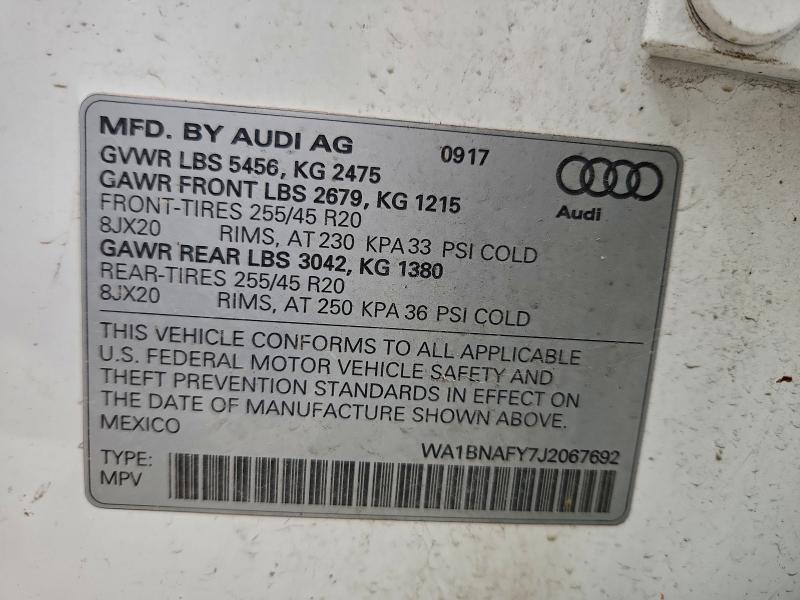 MFD. BY AUDI AG 0917
GVWR LBS 5456, KG 2475
GAWR FRONT LBS 2679, KG 1215
Audi
FRONT-TIRES 255/45 R20
8JX20 RIMS, AT 230 KPA 33 PSI COLD
GAWR REAR LBS 3042, KG 1380
REAR-TIRES 255/45 R20
8JX20 RIMS, AT 250 KPA 36 PSI COLD
THIS VEHICLE CONFORMS TO ALL APPLICABLE
U.S. FEDERAL MOTOR VEHICLE SAFETY AND
THEFT PREVENTION STANDARDS IN EFFECT ON
THE DATE OF MANUFACTURE SHOWN ABOVE.
MEXICO
WA1BNAFY7J2067692
TYPE:
MPV